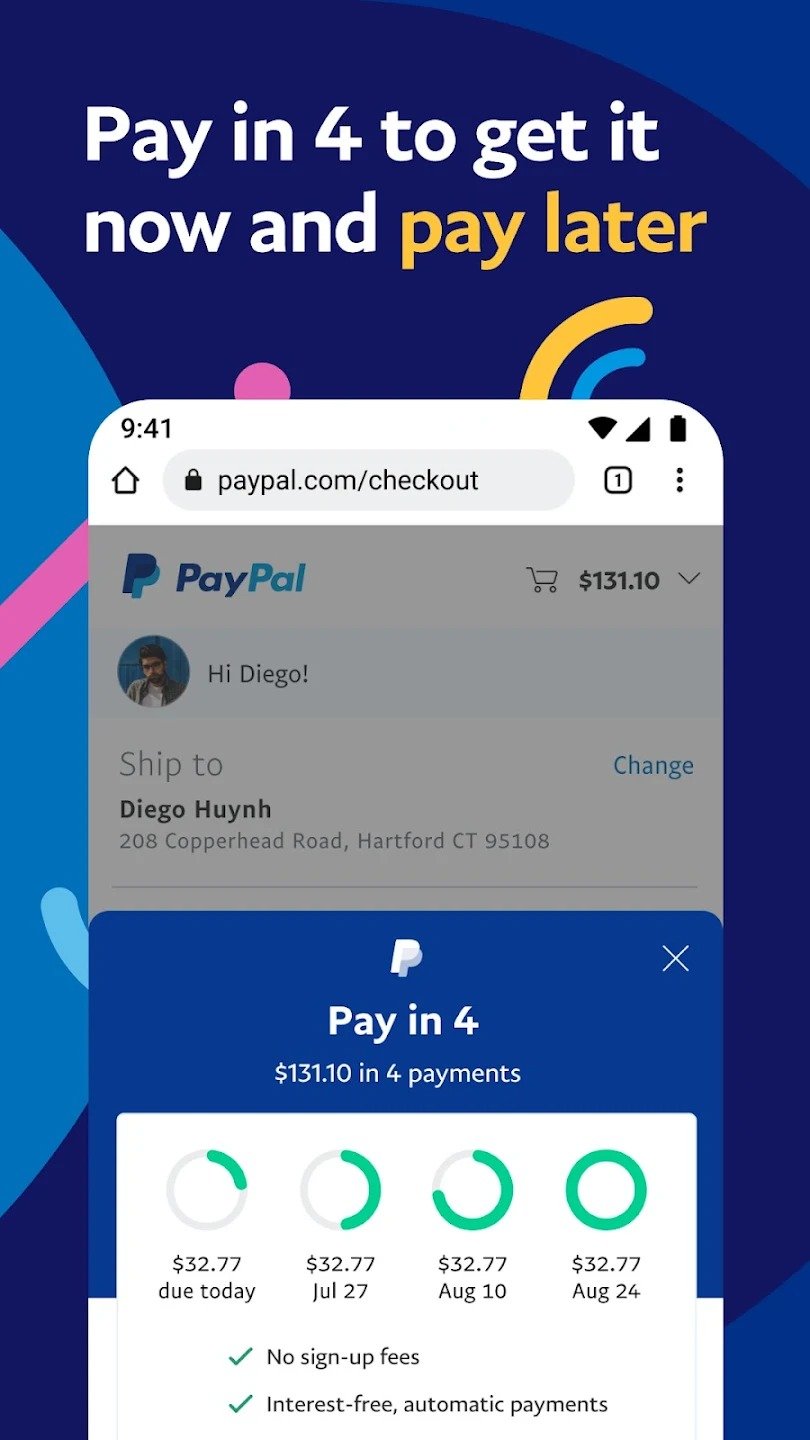 Pay in 4 to get it
now and pay later
9:41
paypal.com/checkout
1
PayPal
$131.10
Hi Diego!
Ship to
Change
Diego Huynh
208 Copperhead Road, Hartford CT 95108
Pay in 4
$131.10 in 4 payments
$32.77 $32.77 $32.77 $32.77
due today Jul 27 Aug 10 Aug 24
No sign-up fees
Interest-free, automatic payments